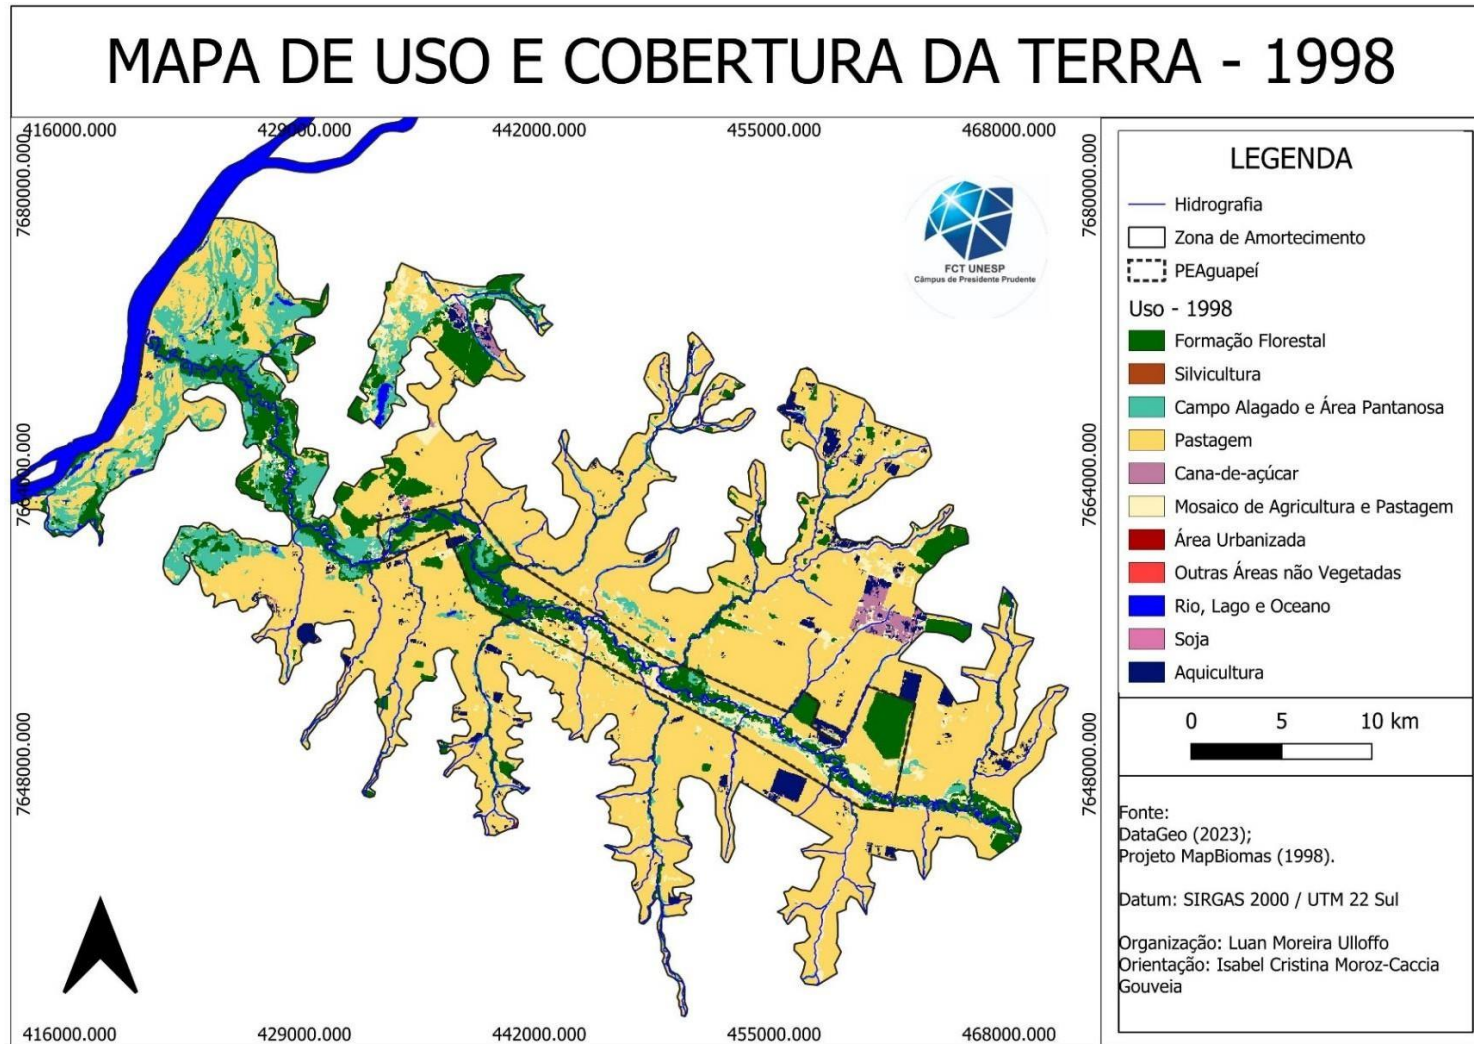 MAPA DE USO E COBERTURA DA TERRA - 1998
416000.000
429000.000
442000.000
455000.000
468000.000
7680000.000
7664000.000
7648000.000
7680000.000
7664000.000
7648000.000
FCT UNESP
Câmpus de Presidente Prudente
416000.000
429000.000
442000.000
455000.000
468000.000
LEGENDA
Hidrografia
Zona de Amortecimento
PEAguapeí
Uso - 1998
Formação Florestal
Silvicultura
Campo Alagado e Área Pantanosa
Pastagem
Cana-de-açúcar
Mosaico de Agricultura e Pastagem
Área Urbanizada
Outras Áreas não Vegetadas
Rio, Lago e Oceano
Soja
Aquicultura
0 5 10 km
Fonte:
DataGeo (2023);
Projeto MapBiomas (1998).
Datum: SIRGAS 2000 / UTM 22 Sul
Organização: Luan Moreira Ulloffo
Orientação: Isabel Cristina Moroz-Caccia
Gouveia